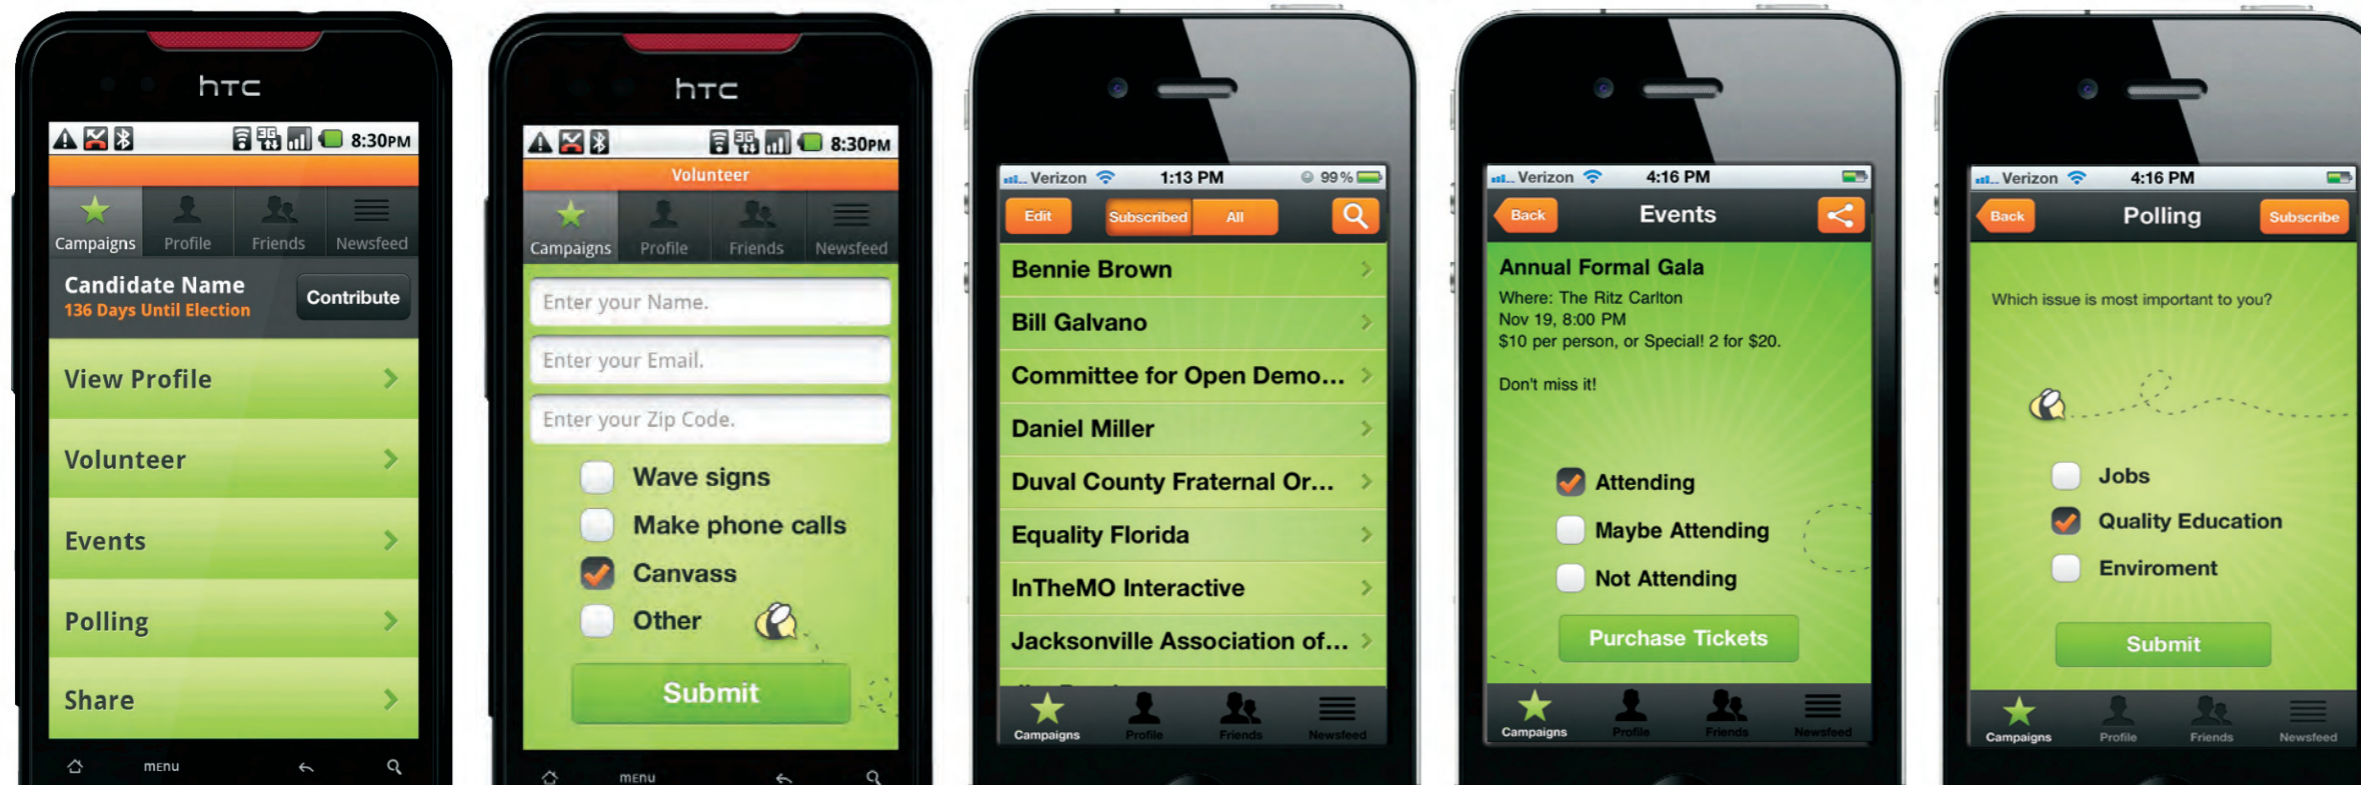 hTC
3G
8:30PM
Campaigns Profile Friends Newsfeed
Candidate Name
136 Days Until Election
Contribute
View Profile
Volunteer
Events
Polling
Share
MENU
hTC
3G
8:30PM
Volunteer
Campaigns Profile Friends Newsfeed
Enter your Name.
Enter your Email.
Enter your Zip Code.
Wave signs
Make phone calls
Canvass
Other
Submit
MENU
Verizon 1:13 PM 99%
Edit Subscribed All
Bennie Brown
Bill Galvano
Committee for Open Demo...
Daniel Miller
Duval County Fraternal Or...
Equality Florida
InTheMO Interactive
Jacksonville Association of...
Campaigns Profile Friends Newsfeed
Verizon 4:16 PM
Back Events
Annual Formal Gala
Where: The Ritz Carlton
Nov 19, 8:00 PM
$10 per person, or Special! 2 for $20.
Don't miss it!
Attending
Maybe Attending
Not Attending
Purchase Tickets
Campaigns Profile Friends Newsfeed
Verizon 4:16 PM
Back Polling Subscribe
Which issue is most important to you?
Jobs
Quality Education
Enviroment
Submit
Campaigns Profile Friends Newsfeed